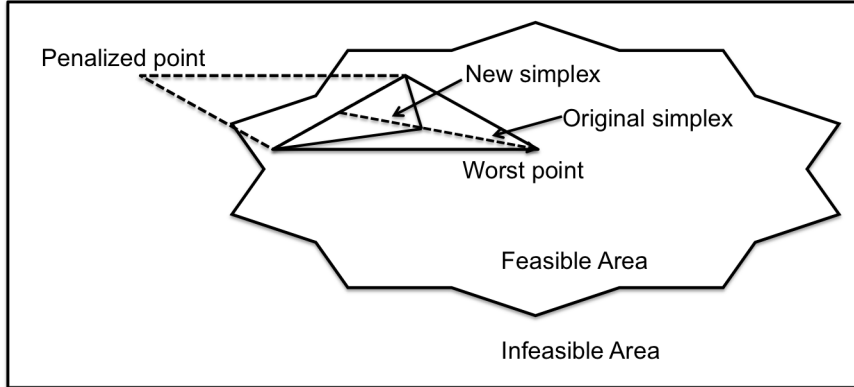 Penalized point
New simplex
Original simplex
Worst point
Feasible Area
Infeasible Area